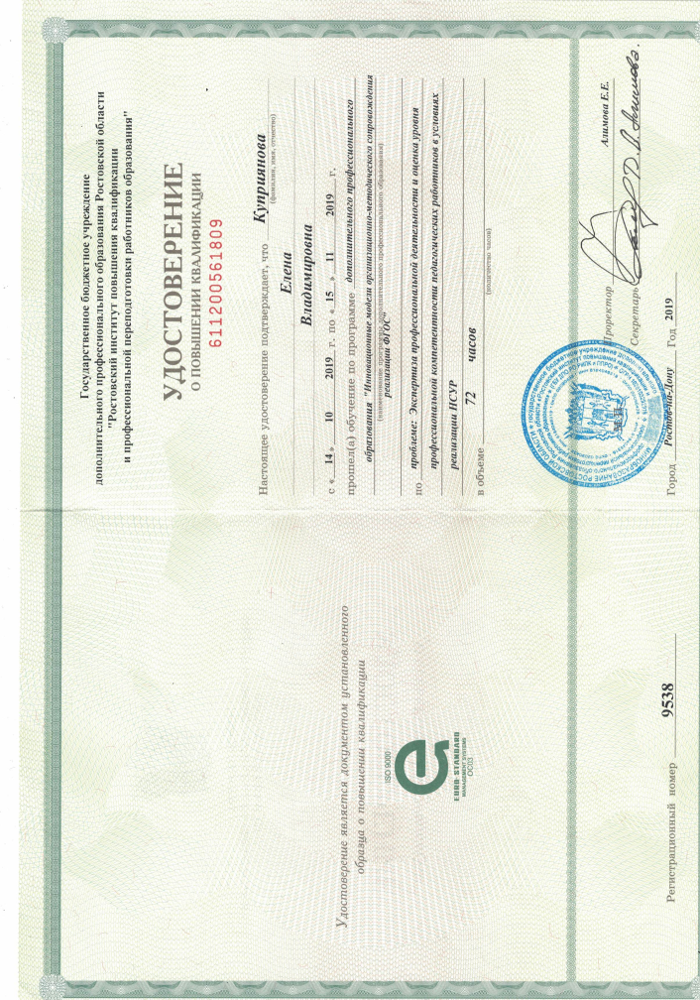 Удостоверение является документом установленного
образца о повышении квалификации
ISO 9000
EURO-STANDARD
MANAGEMENT SYSTEMS
ОС03
Регистрационный номер 9538
Государственное бюджетное учреждение
дополнительного профессионального образования Ростовской области
"Ростовский институт повышения квалификации
и профессиональной переподготовки работников образования"
УДОСТОВЕРЕНИЕ
О ПОВЫШЕНИИ КВАЛИФИКАЦИИ
611200561809
Настоящее удостоверение подтверждает, что Куприянова
(фамилия, имя, отчество)
Елена
Владимировна
с « 14 » 10 2019 г. по « 15 » 11 2019 г.
прошел(а) обучение по программе дополнительного профессионального
образования "Инновационные модели организационно-методического сопровождения
(наименование программы дополнительного профессионального образования)
реализации ФГОС"
по проблеме: Экспертиза профессиональной деятельности и оценка уровня
профессиональной компетентности педагогических работников в условиях
реализации НСУР
в объеме 72 часов
(количество часов)
Проректор Алимова Е.Е.
Секретарь
Город Ростов-на-Дону Год 2019